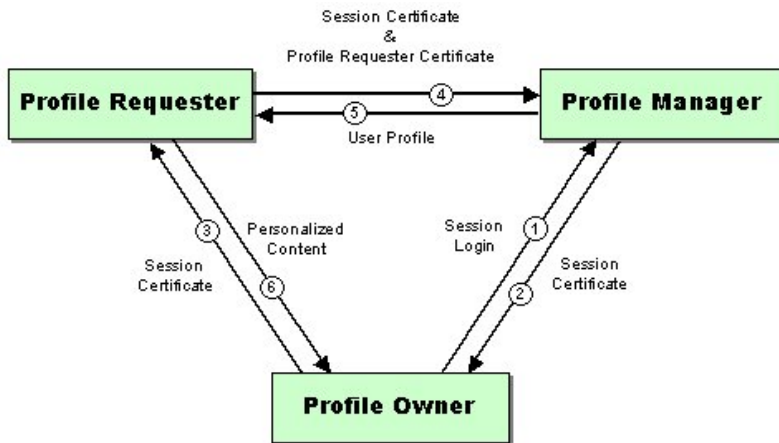 Session Certificate
&
Profile Requester Certificate
Profile Requester
4
Profile Manager
5
User Profile
3
Personalized
Content
Session
Login
1
Session
Certificate
6
2
Session
Certificate
Profile Owner